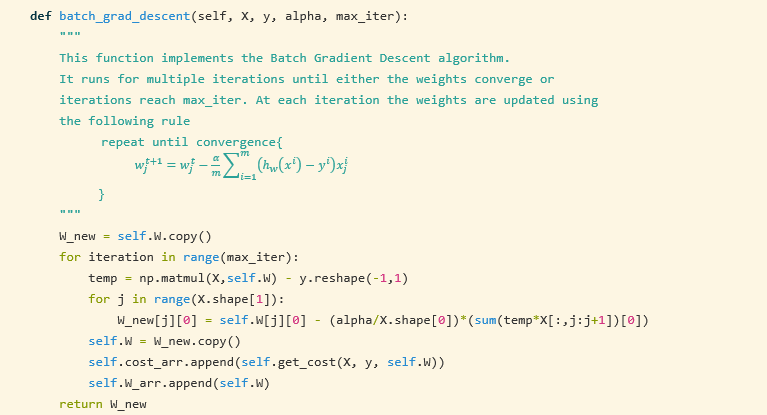 def batch_grad_descent(self, X, y, alpha, max_iter):
"""
This function implements the Batch Gradient Descent algorithm.
It runs for multiple iterations until either the weights converge or
iterations reach max_iter. At each iteration the weights are updated using
the following rule
repeat until convergence{
w_j^{t+1} = w_j^t − \frac{α}{m} ∑_{i=1}^{m} (h_w(x^i) − y^i)x_j^i
}
"""
W_new = self.W.copy()
for iteration in range(max_iter):
temp = np.matmul(X,self.W) - y.reshape(-1,1)
for j in range(X.shape[1]):
W_new[j][0] = self.W[j][0] - (alpha/X.shape[0])*(sum(temp*X[:,j:j+1])[0])
self.W = W_new.copy()
self.cost_arr.append(self.get_cost(X, y, self.W))
self.W_arr.append(self.W)
return W_new